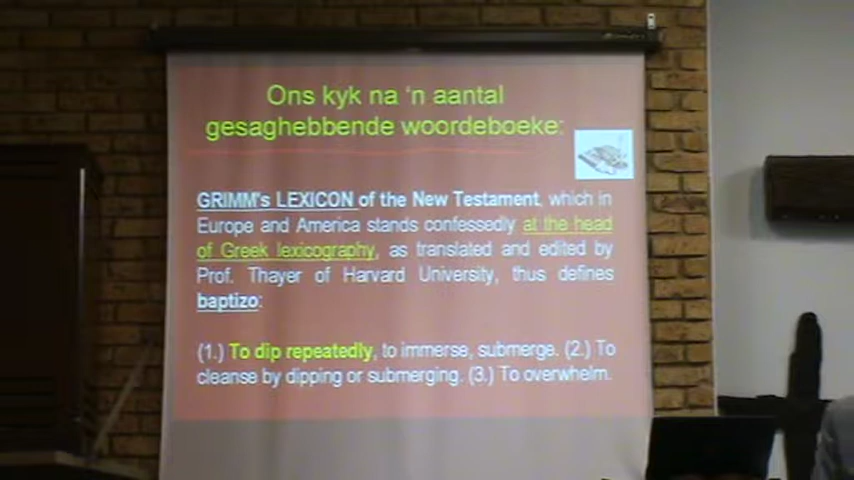 Ons kyk na 'n aantal
gesaghebbende woordeboeke:
GRIMM's LEXICON of the New Testament, which in
Europe and America stands confessedly at the head
of Greek lexicography, as translated and edited by
Prof. Thayer of Harvard University, thus defines
baptizo:
(1.) To dip repeatedly, to immerse, submerge. (2.) To
cleanse by dipping or submerging. (3.) To overwhelm.